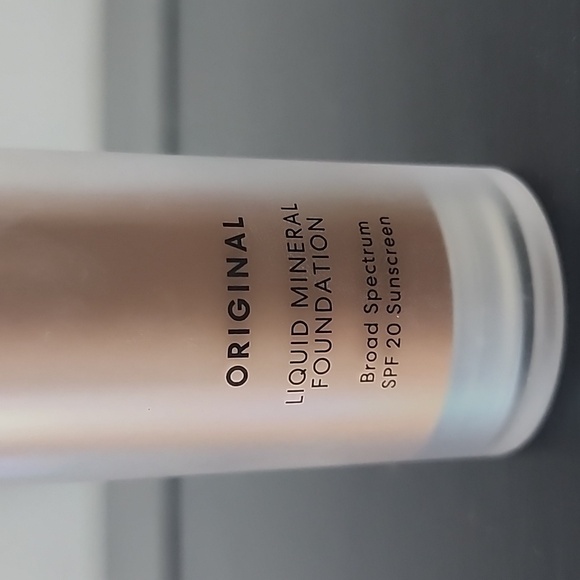 ORIGINAL
LIQUID MINERAL
FOUNDATION
Broad Spectrum
SPF 20 Sunscreen